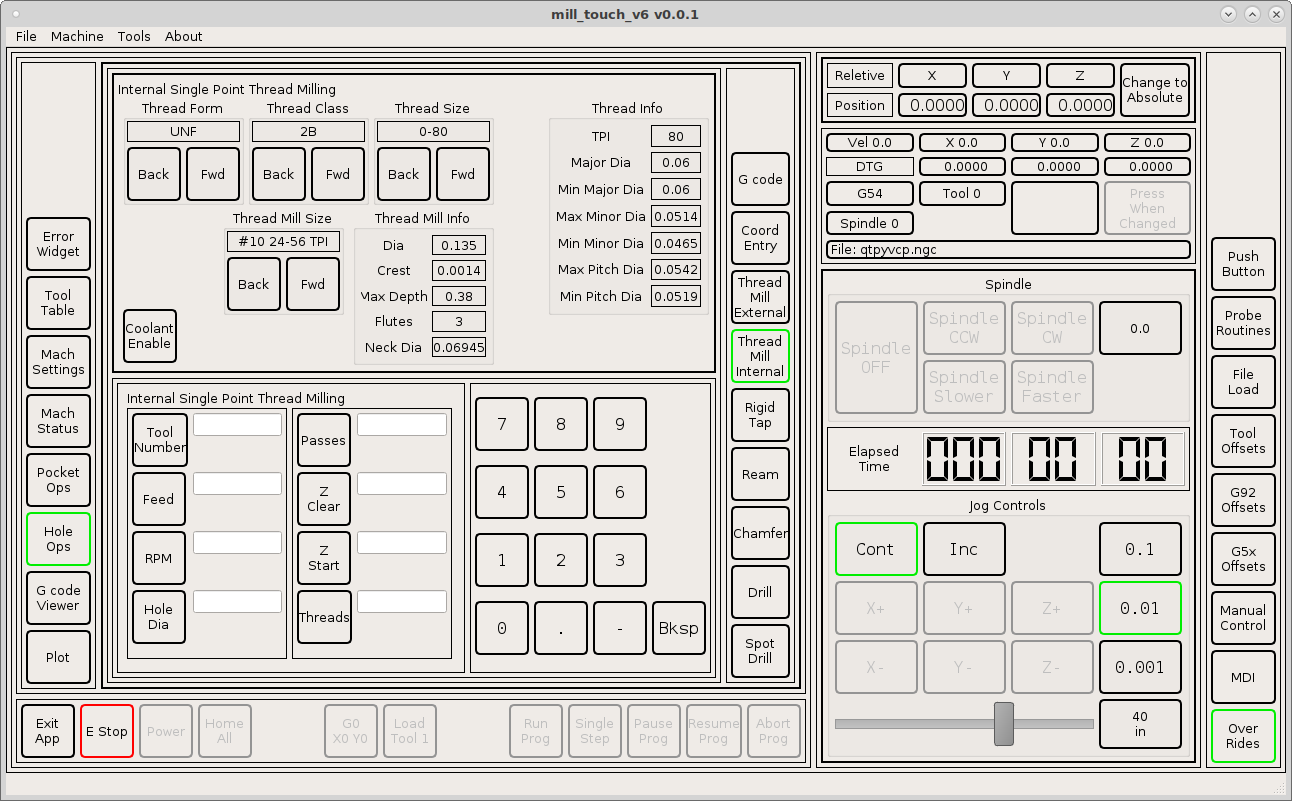 mill_touch_v6 v0.0.1
File Machine Tools About
Error
Widget
Tool
Table
Mach
Settings
Mach
Status
Pocket
Ops
Hole
Ops
G code
Viewer
Plot
Internal Single Point Thread Milling
Thread Form Thread Class Thread Size
UNF 2B 0-80
Back Fwd Back Fwd Back Fwd
Thread Mill Size
#10 24-56 TPI
Back Fwd
Coolant
Enable
Thread Mill Info
Dia 0.135
Crest 0.0014
Max Depth 0.38
Flutes 3
Neck Dia 0.06945
Thread Info
TPI 80
Major Dia 0.06
Min Major Dia 0.06
Max Minor Dia 0.0514
Min Minor Dia 0.0465
Max Pitch Dia 0.0542
Min Pitch Dia 0.0519
Internal Single Point Thread Milling
Tool
Number
Feed
RPM
Hole
Dia
Passes
Z
Clear
Z
Start
Threads
7 8 9
4 5 6
1 2 3
0 . - Bksp
G code
Coord
Entry
Thread
Mill
External
Thread
Mill
Internal
Rigid
Tap
Ream
Chamfer
Drill
Spot
Drill
Exit
App
E Stop
Power
Home
All
G0
X0 Y0
Load
Tool 1
Run
Prog
Single
Step
Pause
Prog
Resume
Prog
Abort
Prog
Reletive X Y Z
Position 0.0000 0.0000 0.0000
Change to
Absolute
Vel 0.0 X 0.0 Y 0.0 Z 0.0
DTG 0.0000 0.0000 0.0000
G54 Tool 0
Spindle 0
Press
When
Changed
File: qtpyvcp.ngc
Spindle
Spindle
OFF
Spindle
CCW
Spindle
CW
0.0
Spindle
Slower
Spindle
Faster
Elapsed
Time
000 00 00
Jog Controls
Cont Inc 0.1
X+ Y+ Z+ 0.01
X- Y- Z- 0.001
40
in
Push
Button
Probe
Routines
File
Load
Tool
Offsets
G92
Offsets
G5x
Offsets
Manual
Control
MDI
Over
Rides